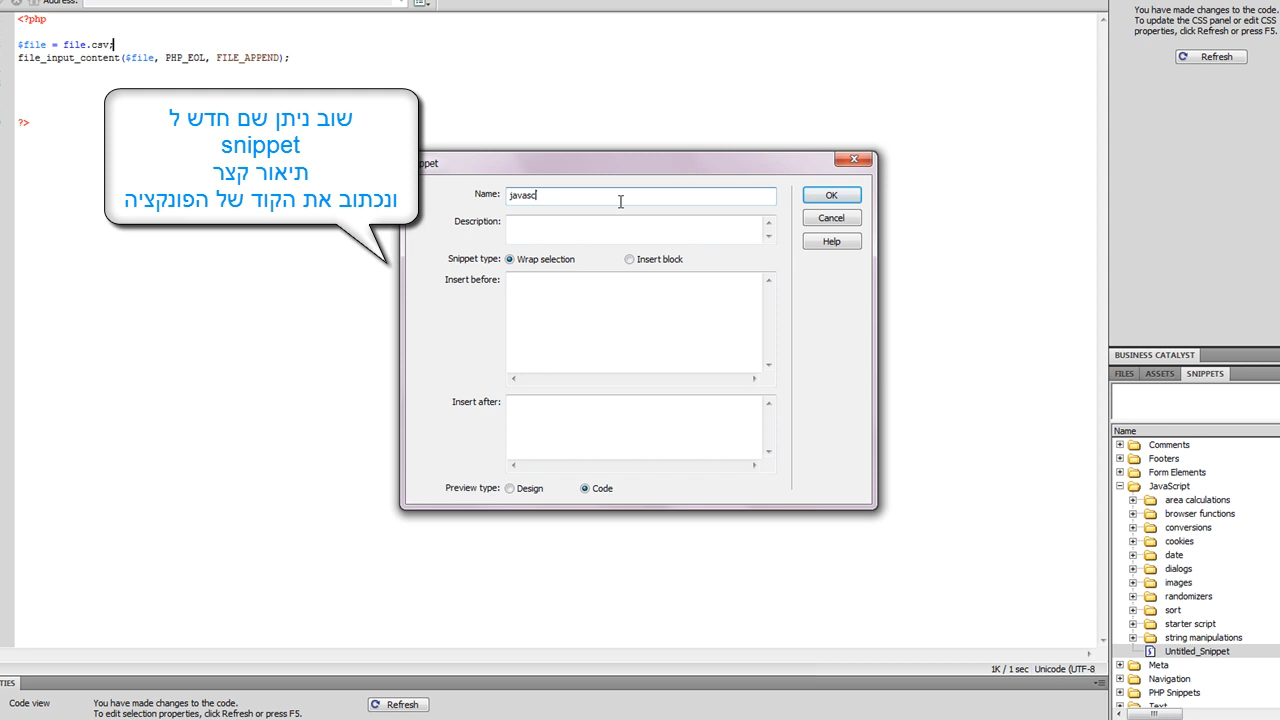 Address:
<?php
$file = file.csv;
file_input_content($file, PHP_EOL, FILE_APPEND);
?>
שוב ניתן שם חדש ל
snippet
תיאור קצר
ונכתוב את הקוד של הפונקציה
ppet
Name:
javasc
OK
Description:
Cancel
Help
Snippet type:
Wrap selection
Insert block
Insert before:
Insert after:
Preview type:
Design
Code
You have made changes to the code.
To update the CSS panel or edit CSS
properties, click Refresh or press F5.
Refresh
BUSINESS CATALYST
FILES
ASSETS
SNIPPETS
Name
Comments
Footers
Form Elements
JavaScript
area calculations
browser functions
conversions
cookies
date
dialogs
images
randomizers
sort
starter script
string manipulations
Untitled_Snippet
Meta
Navigation
PHP Snippets
Text
1K / 1 sec Unicode (UTF-8
TIES
Code view
You have made changes to the code.
To edit selection properties, click Refresh or press F5.
Refresh